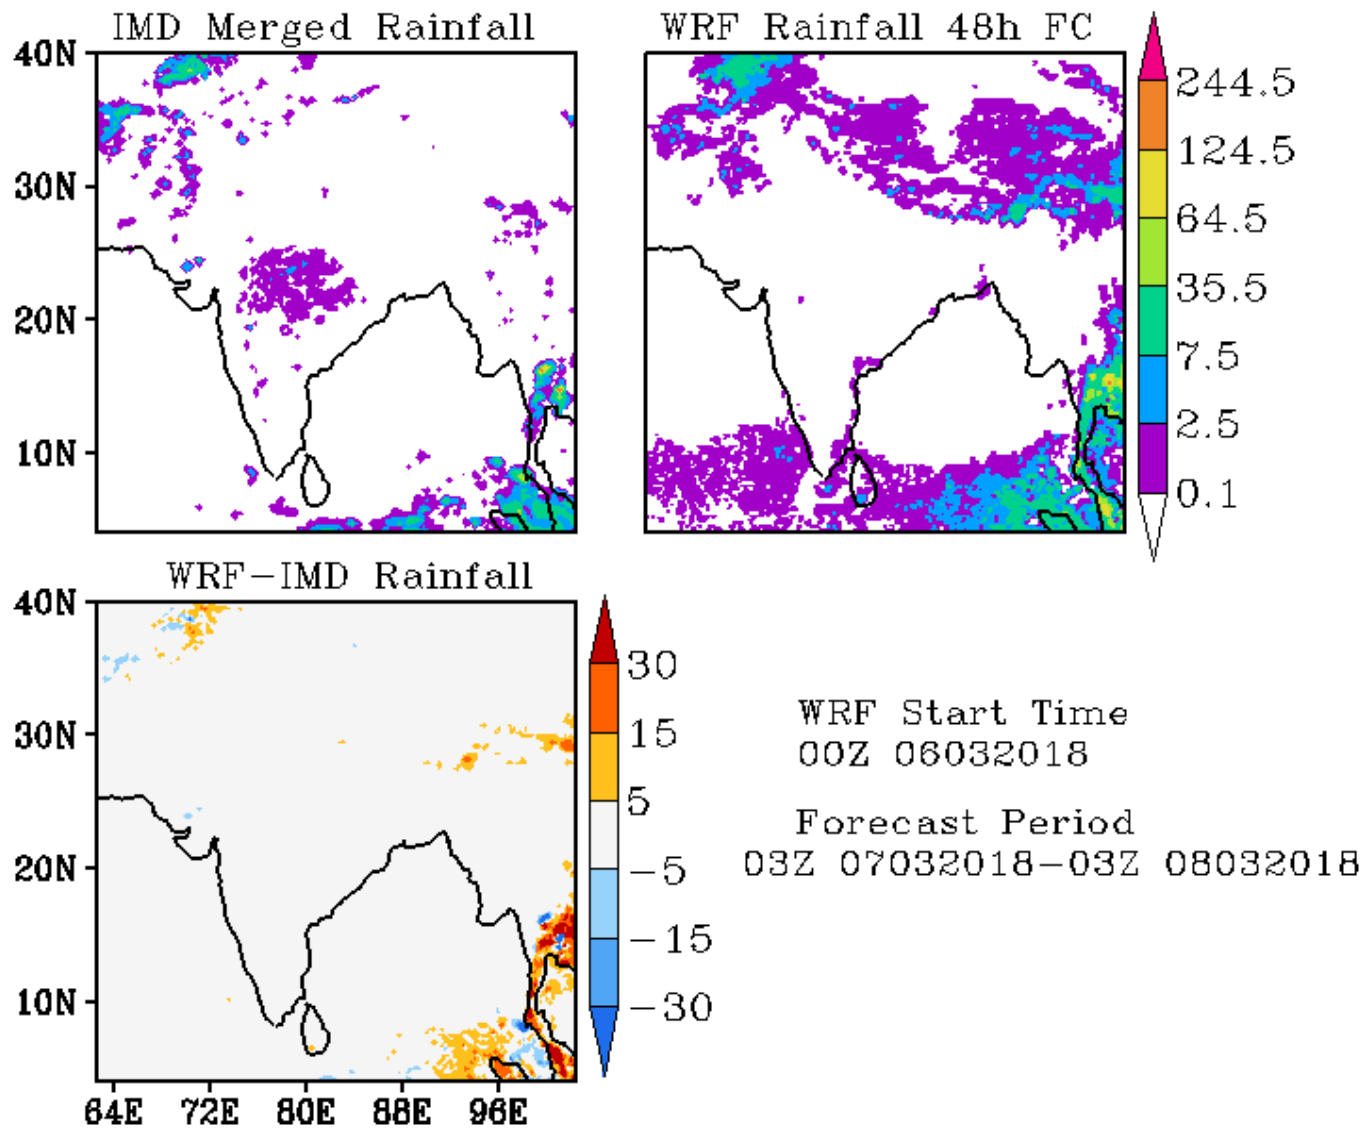 IMD Merged Rainfall
WRF Rainfall 48h FC
40N
30N
20N
10N
244.5
124.5
64.5
35.5
7.5
2.5
0.1
WRF-IMD Rainfall
40N
30N
20N
10N
64E 72E 80E 88E 96E
30
15
5
-5
-15
-30
WRF Start Time
00Z 06032018
Forecast Period
03Z 07032018-03Z 08032018